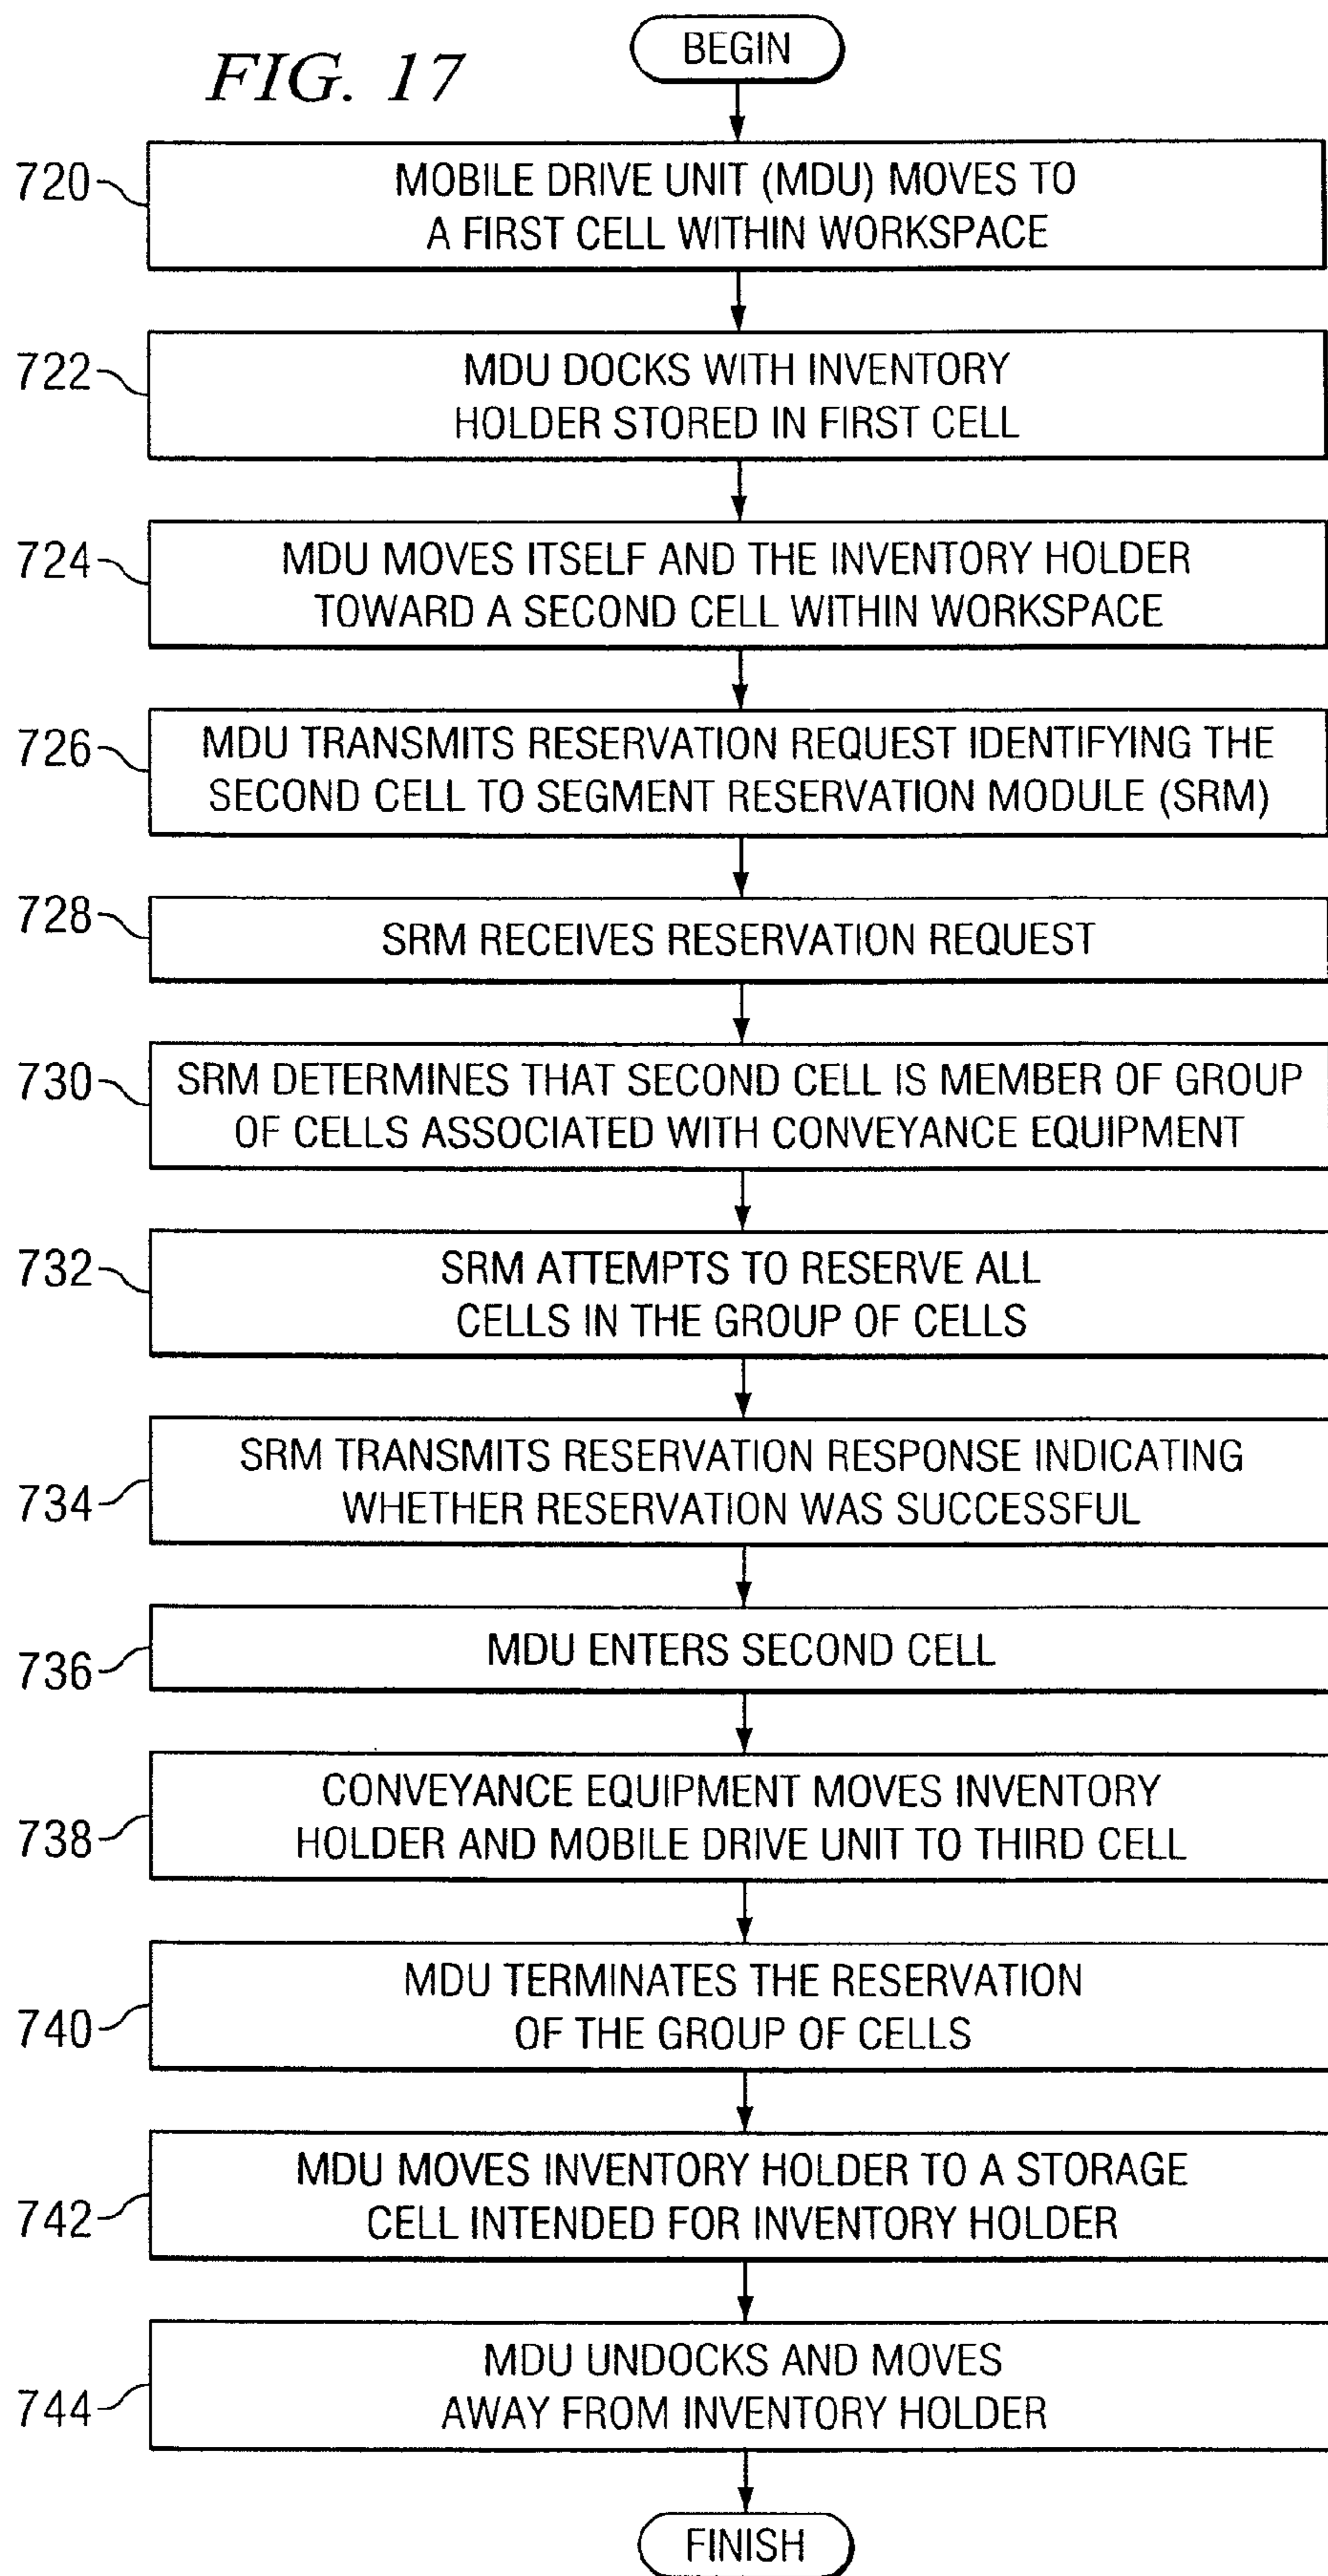 FIG. 17
BEGIN
720
MOBILE DRIVE UNIT (MDU) MOVES TO
A FIRST CELL WITHIN WORKSPACE
722
MDU DOCKS WITH INVENTORY
HOLDER STORED IN FIRST CELL
724
MDU MOVES ITSELF AND THE INVENTORY HOLDER
TOWARD A SECOND CELL WITHIN WORKSPACE
726
MDU TRANSMITS RESERVATION REQUEST IDENTIFYING THE
SECOND CELL TO SEGMENT RESERVATION MODULE (SRM)
728
SRM RECEIVES RESERVATION REQUEST
730
SRM DETERMINES THAT SECOND CELL IS MEMBER OF GROUP
OF CELLS ASSOCIATED WITH CONVEYANCE EQUIPMENT
732
SRM ATTEMPTS TO RESERVE ALL
CELLS IN THE GROUP OF CELLS
734
SRM TRANSMITS RESERVATION RESPONSE INDICATING
WHETHER RESERVATION WAS SUCCESSFUL
736
MDU ENTERS SECOND CELL
738
CONVEYANCE EQUIPMENT MOVES INVENTORY
HOLDER AND MOBILE DRIVE UNIT TO THIRD CELL
740
MDU TERMINATES THE RESERVATION
OF THE GROUP OF CELLS
742
MDU MOVES INVENTORY HOLDER TO A STORAGE
CELL INTENDED FOR INVENTORY HOLDER
744
MDU UNDOCKS AND MOVES
AWAY FROM INVENTORY HOLDER
FINISH